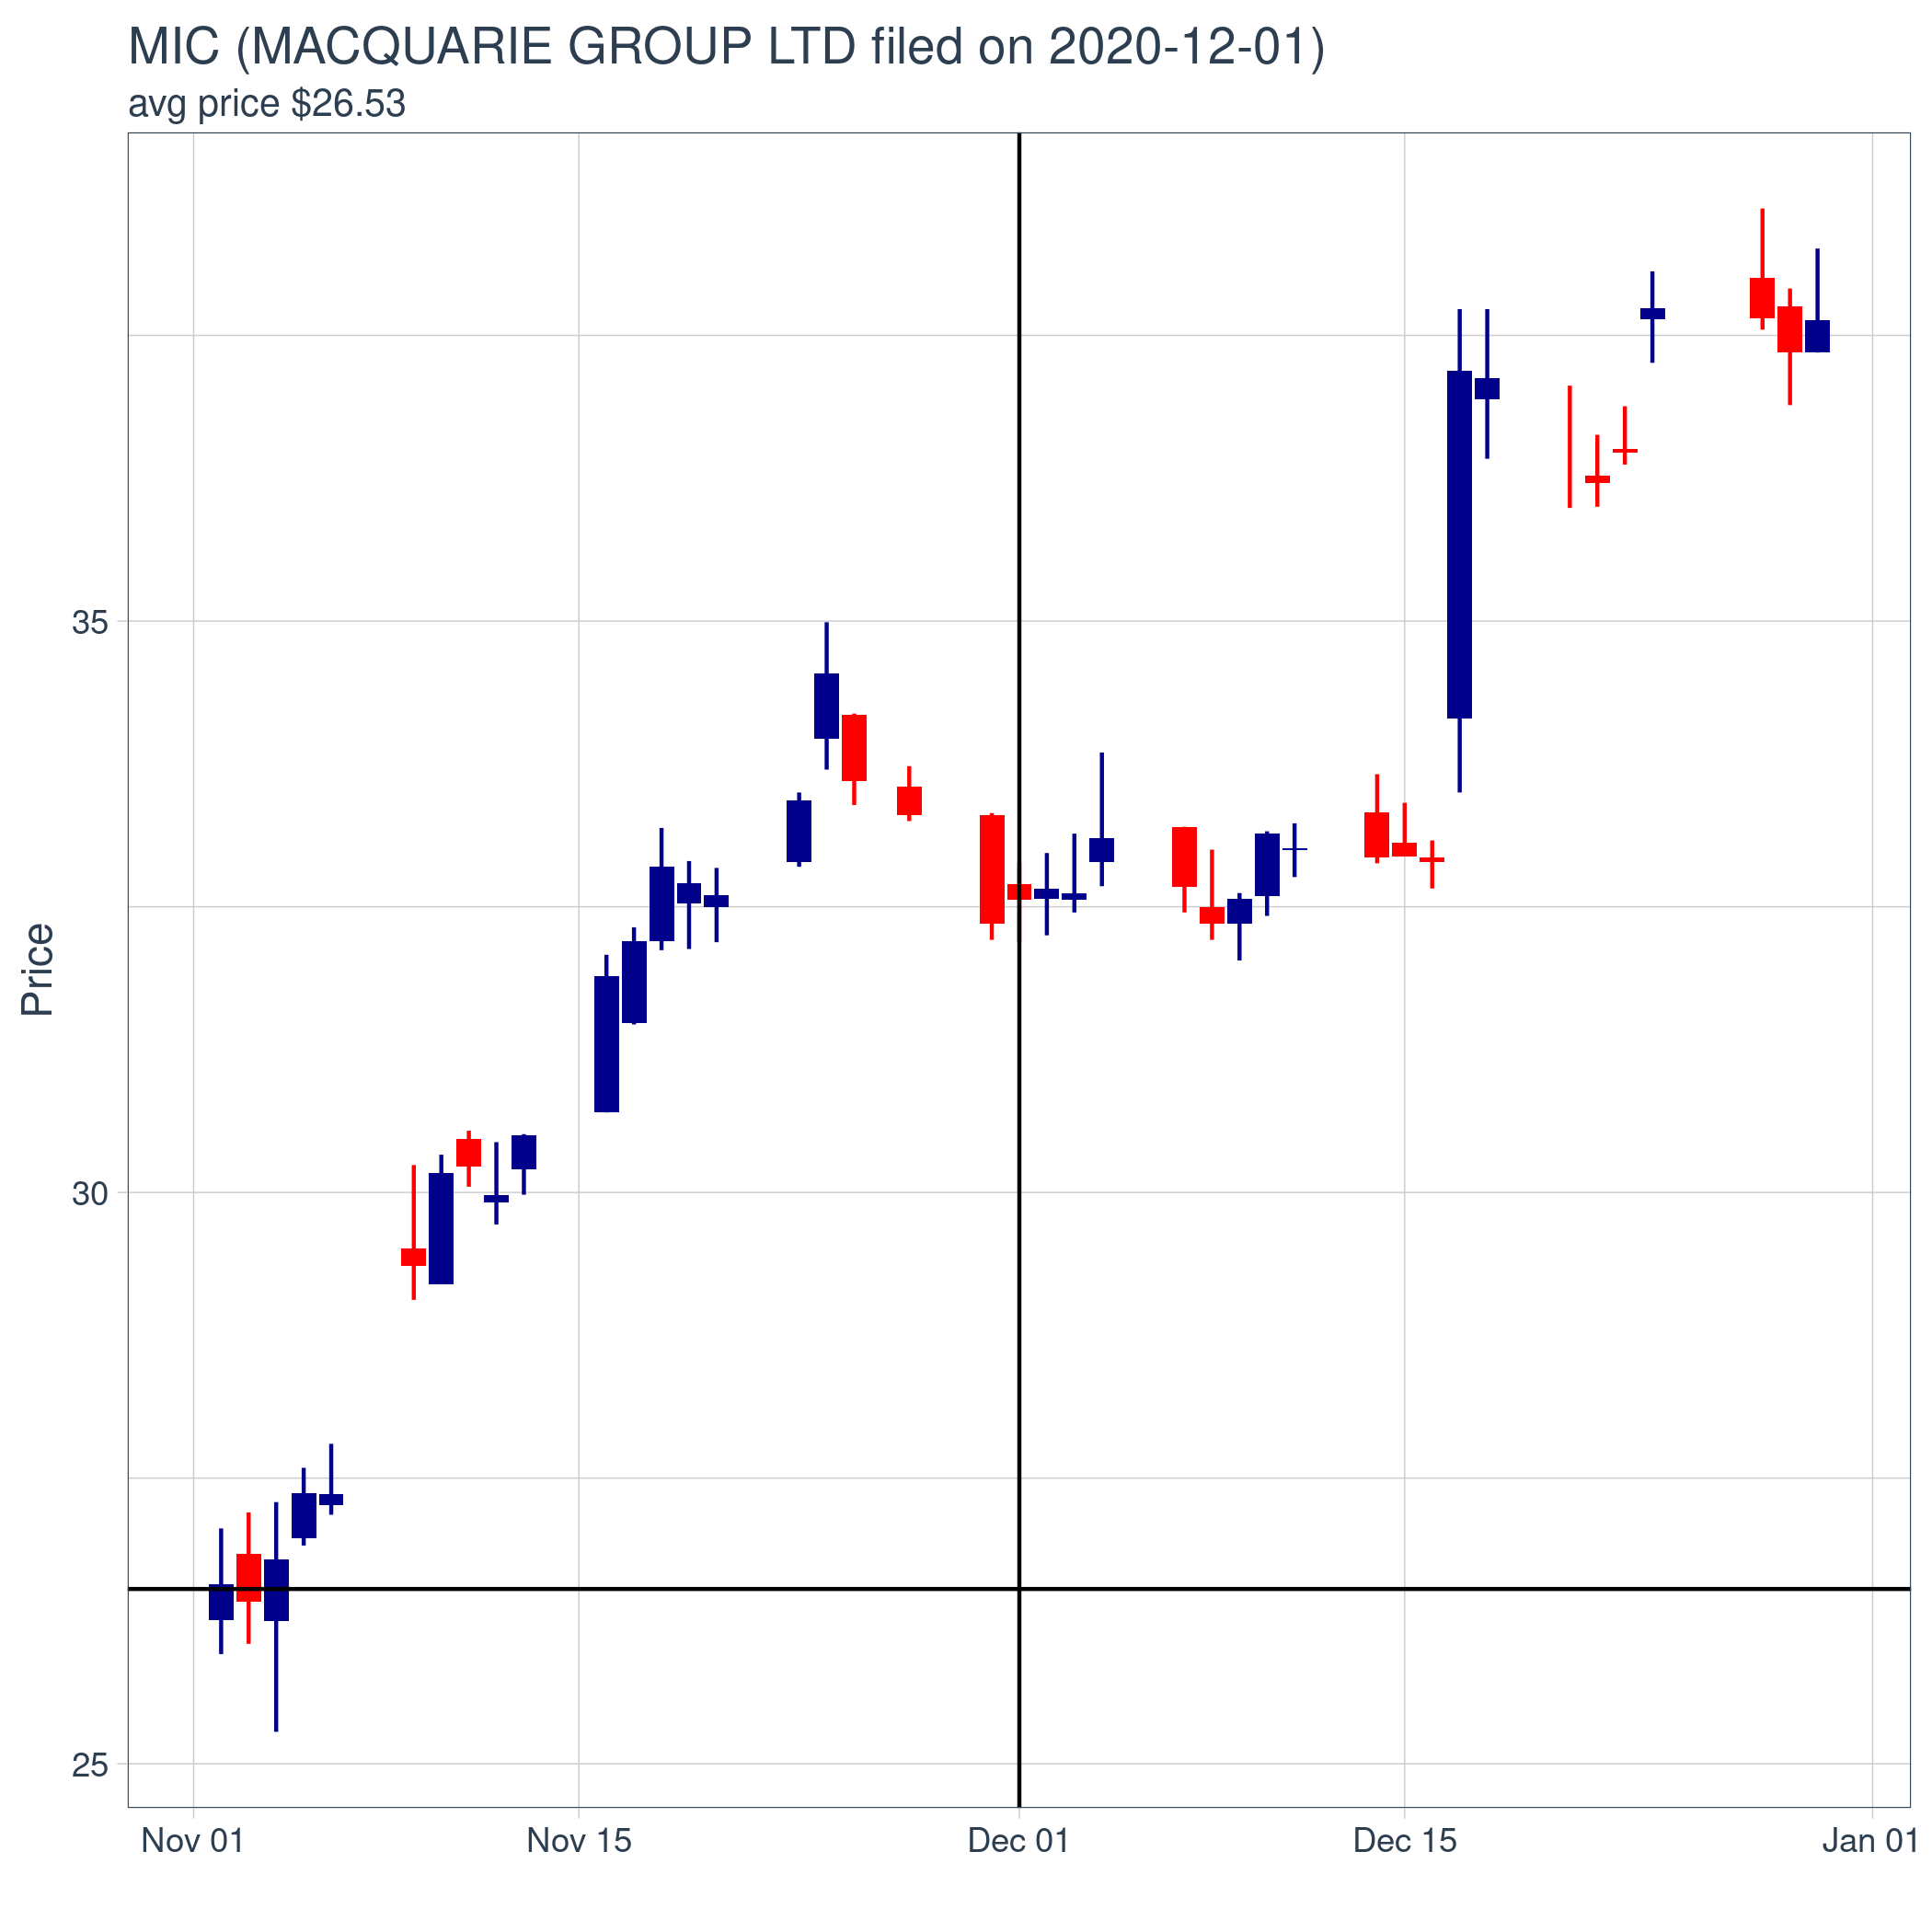 MIC (MACQUARIE GROUP LTD filed on 2020-12-01)
avg price $26.53
Price
35
30
25
Nov 01
Nov 15
Dec 01
Dec 15
Jan 01